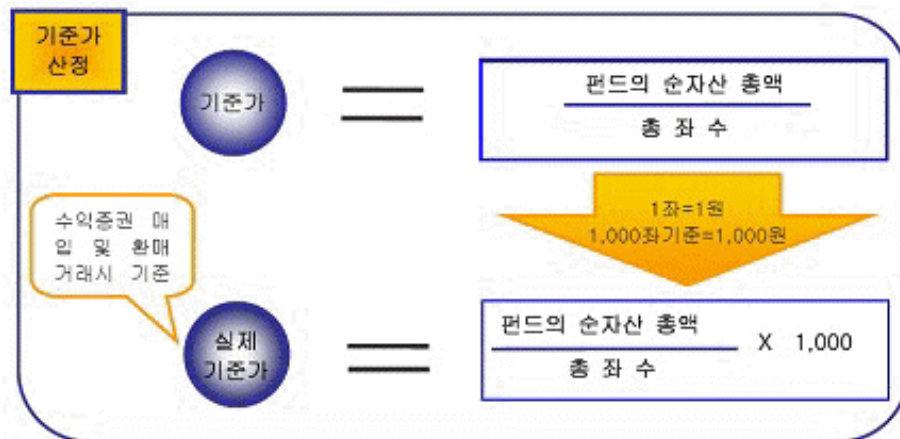 기준가
산정
기준가
펀드의 순자산 총액
총 좌 수
1좌=1원
1,000좌기준=1,000원
수익증권 매
입 및 환매
거래시 기준
실제
기준가
펀드의 순자산 총액
X 1,000
총 좌 수